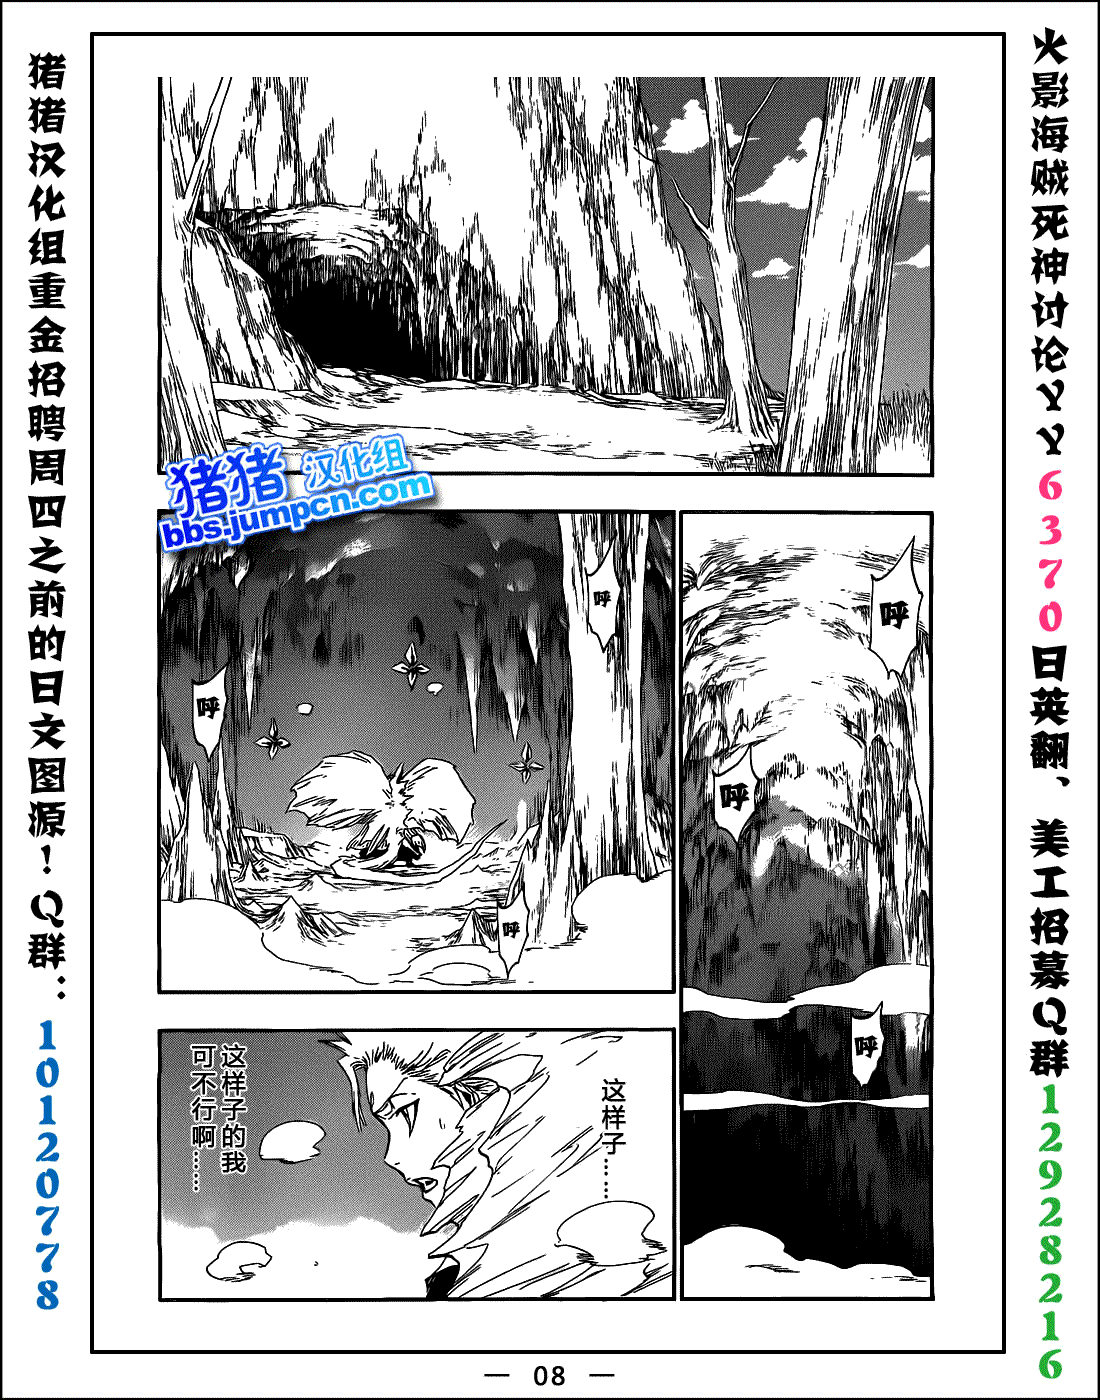 火影海贼死神讨论YY6370日英翻、美工招募Q群12928216
猪猪汉化组重金招聘周四之前的日文图源！Q群：10120778
猪猪 汉化组
bbs.jumpcn.com
呼
呼
呼
呼
呼
呼
这样子……
这样子的我
可不行啊……
— 08 —